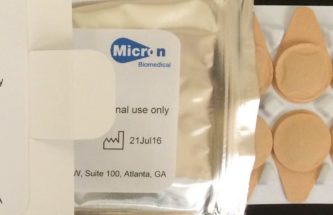 Micron
Biomedical
nal use only
21Jul16
W, Suite 100, Atlanta, GA